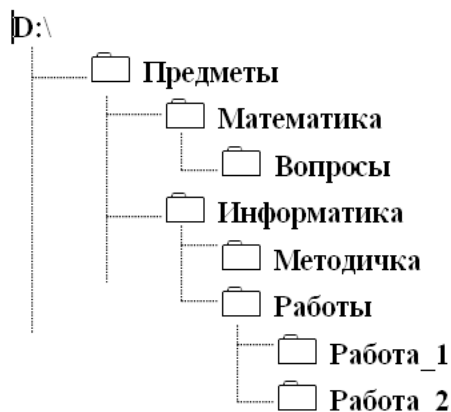 D:\
Предметы
Математика
Вопросы
Информатика
Методичка
Работы
Работа_1
Работа_2